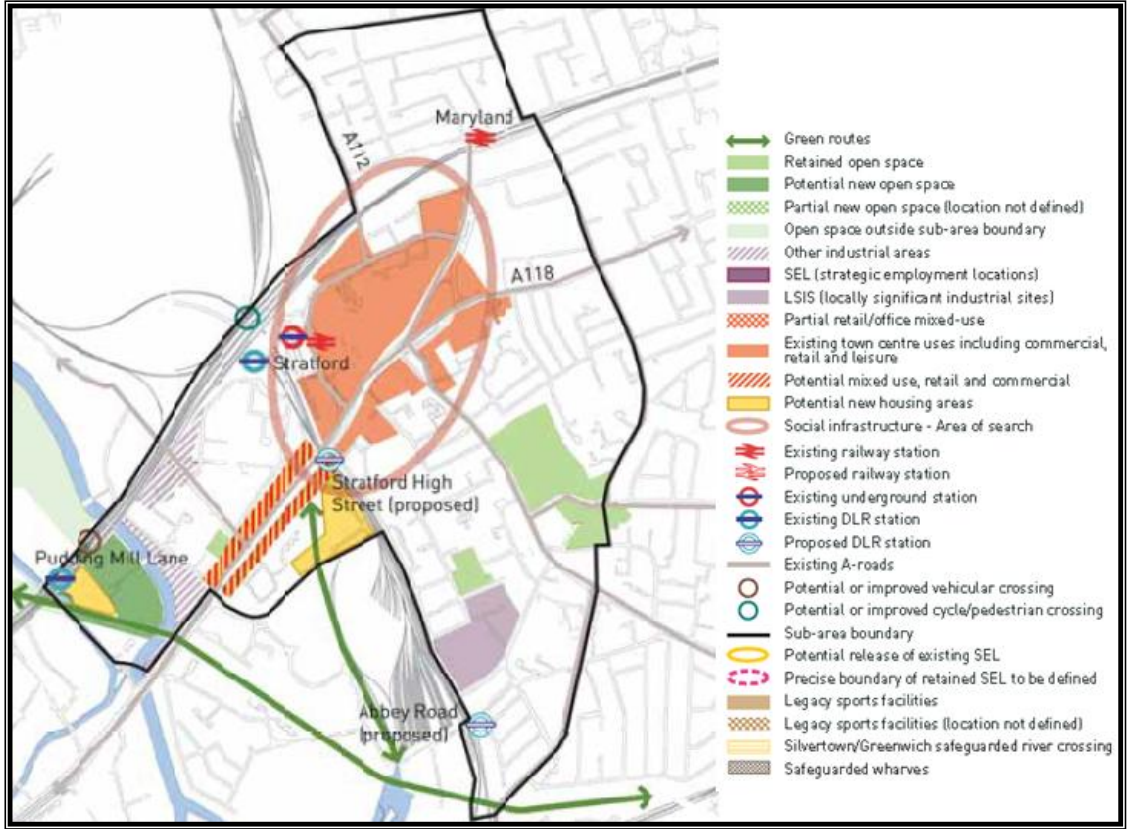 Maryland
A112
A118
Stratford
Stratford High
Street (proposed)
Pudding Mill Lane
Abbey Road
(proposed)
Green routes
Retained open space
Potential new open space
Partial new open space (location not defined)
Open space outside sub-area boundary
Other industrial areas
SEL (strategic employment locations)
LSIS (locally significant industrial sites)
Partial retail/office mixed-use
Existing town centre uses including commercial,
retail and leisure
Potential mixed use, retail and commercial
Potential new housing areas
Social infrastructure - Area of search
Existing railway station
Proposed railway station
Existing underground station
Existing DLR station
Proposed DLR station
Existing A-roads
Potential or improved vehicular crossing
Potential or improved cycle/pedestrian crossing
Sub-area boundary
Potential release of existing SEL
Precise boundary of retained SEL to be defined
Legacy sports facilities
Legacy sports facilities (location not defined)
Silvertown/Greenwich safeguarded river crossing
Safeguarded wharves